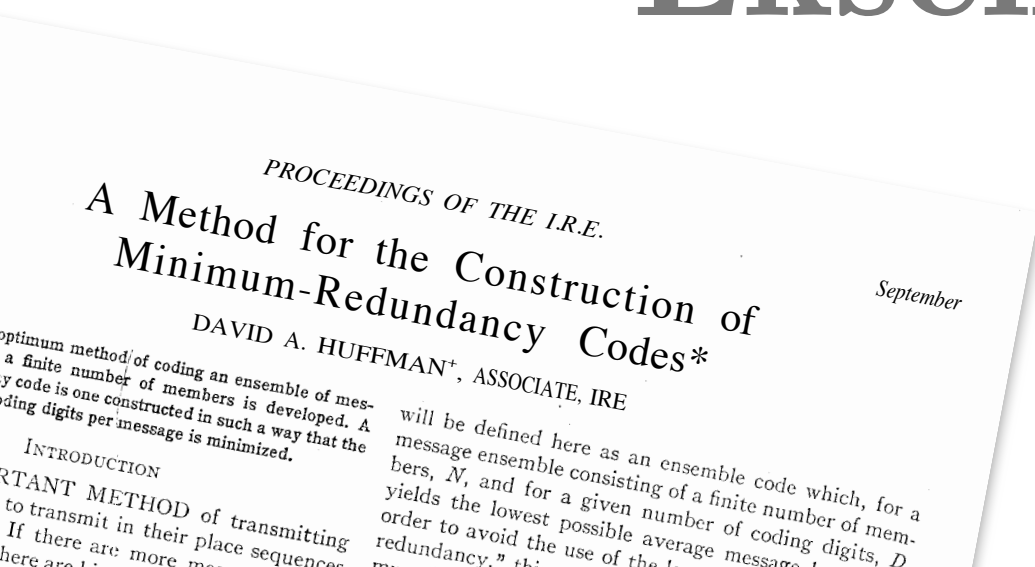 PROCEEDINGS OF THE I.R.E.
September
A Method for the Construction of
Minimum-Redundancy Codes*
DAVID A. HUFFMAN+, ASSOCIATE, IRE
optimum method of coding an ensemble of mes-
a finite number of members is developed. A
y code is one constructed in such a way that the
ding digits per message is minimized.
INTRODUCTION
RTANT METHOD of transmitting
to transmit in their place sequences
If there are more
here are
will be defined here as an ensemble code which, for a
message ensemble consisting of a finite number of mem-
bers, N, and for a given number of coding digits, D
yields the lowest possible average message
order to avoid the use of the
redundancy,"